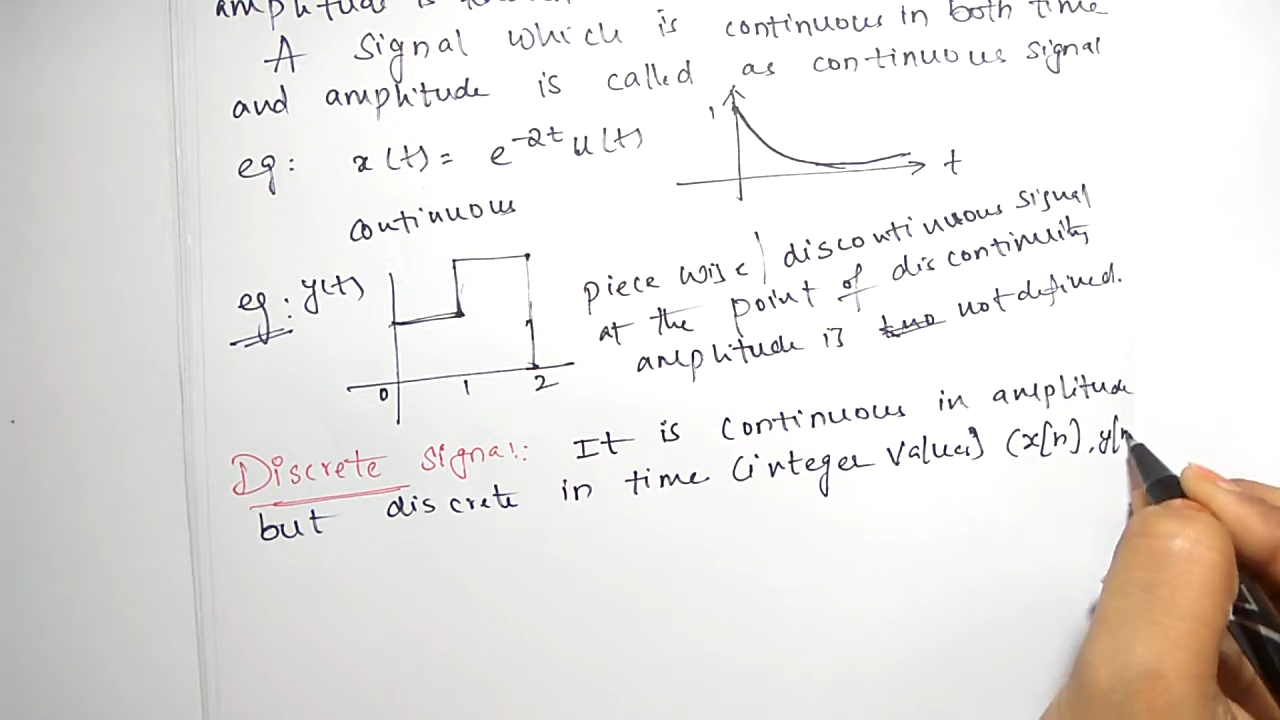 amplitude is
A signal which is continuous in both time
and amplitude is called as continuous signal
eg: x(t) = e^-2t u(t)
1
t
continuous
eg: y(t)
0 1 2
piece wise / discontinuous signal
at the point of discontinuity
amplitude is not defined.
Discrete signal: It is continuous in amplitude
but discrete in time (integer values) (x[n], y[n